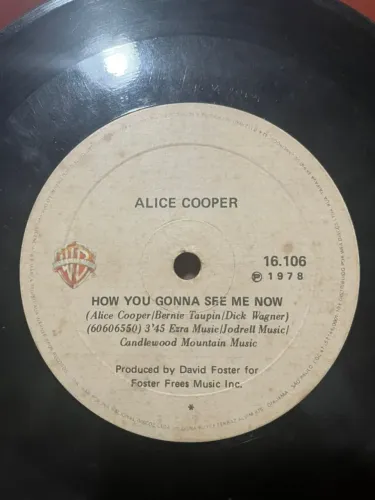 ALICE COOPER
16.106
Ⓟ 1978
HOW YOU GONNA SEE ME NOW
(Alice Cooper/Bernie Taupin/Dick Wagner)
(60606550) 3'45 Ezra Music/Jodrell Music/
Candlewood Mountain Music
Produced by David Foster for
Foster Frees Music Inc.
*